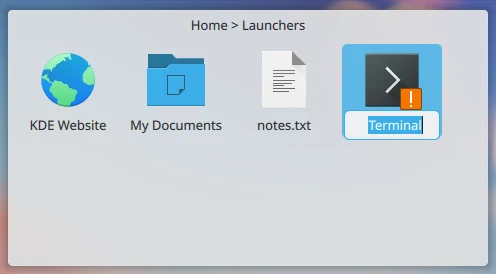 Home > Launchers
KDE Website
My Documents
notes.txt
Terminal